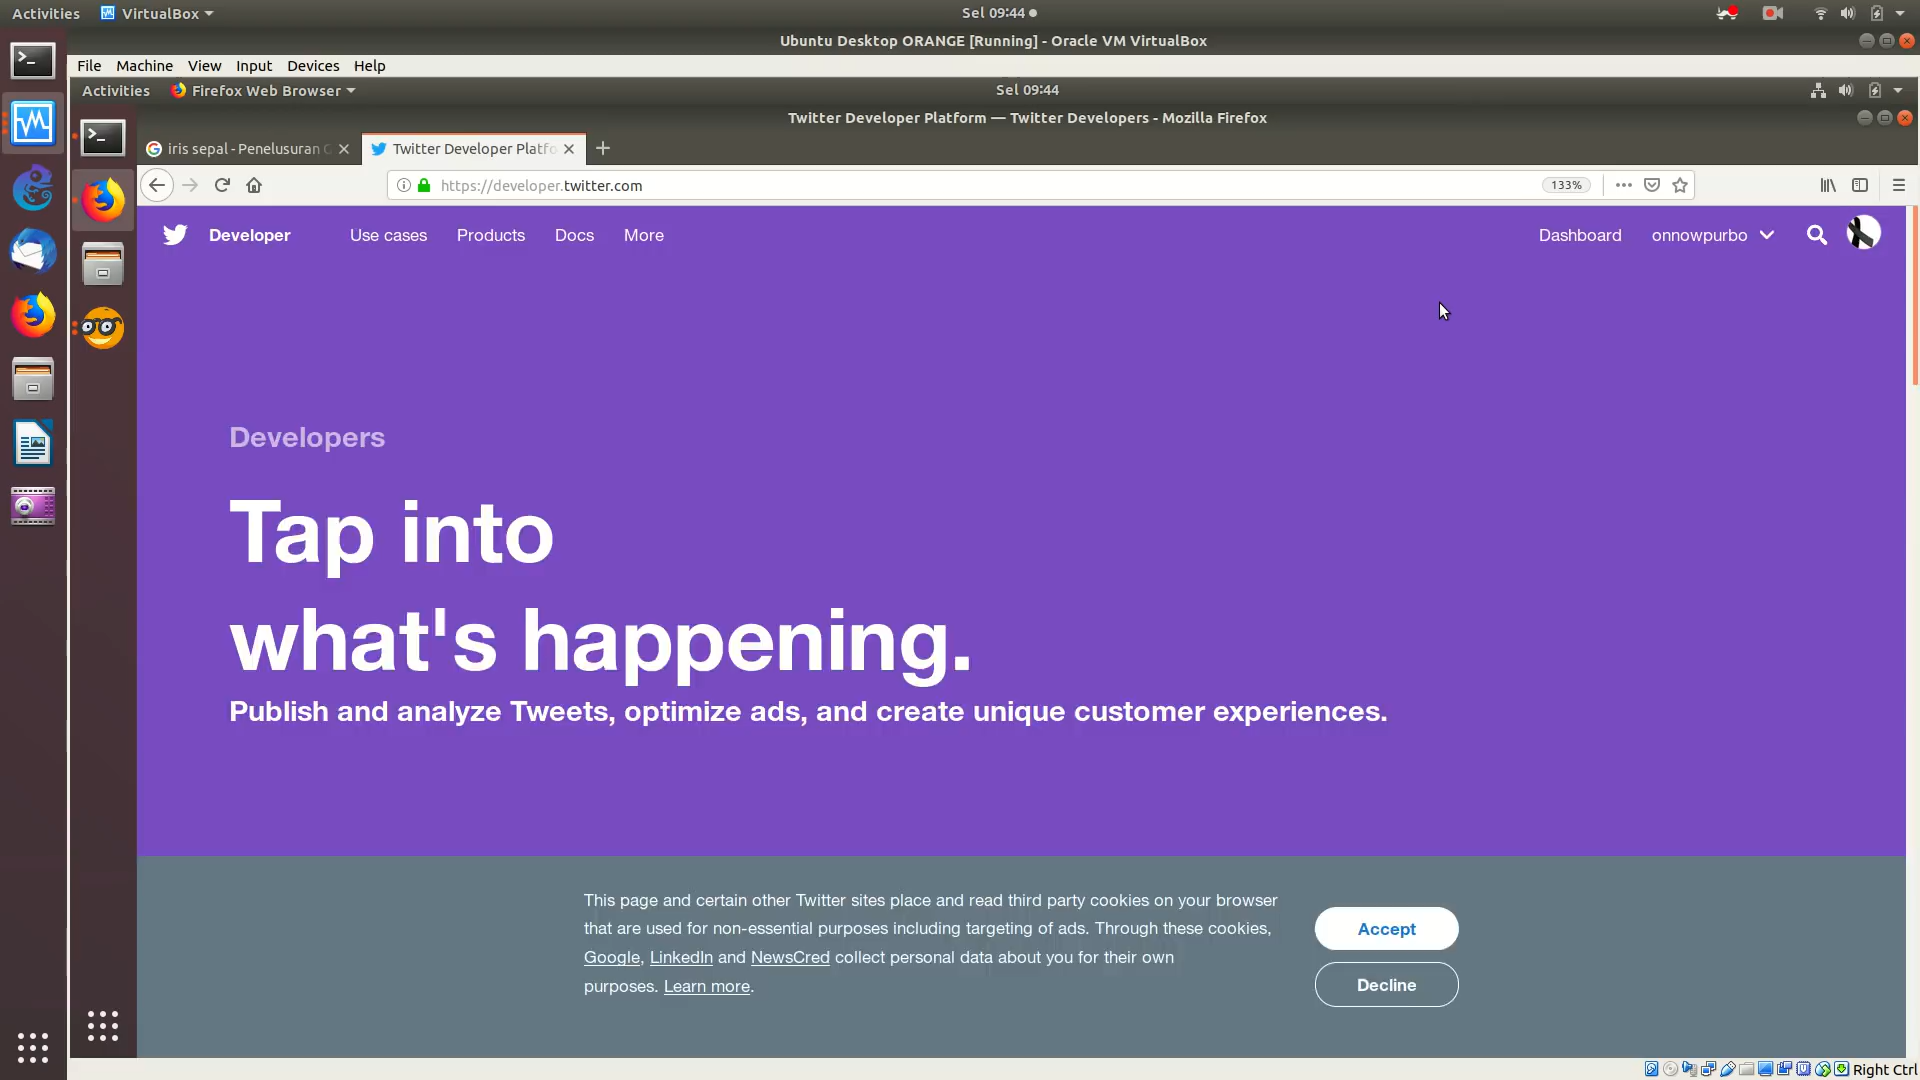 Activities VirtualBox Sel 09:44
Ubuntu Desktop ORANGE [Running] - Oracle VM VirtualBox
File Machine View Input Devices Help
Activities Firefox Web Browser Sel 09:44
Twitter Developer Platform — Twitter Developers - Mozilla Firefox
iris sepal - Penelusuran Twitter Developer Platfo
https://developer.twitter.com 133%
Developer Use cases Products Docs More Dashboard onnowpurbo
Developers
Tap into
what's happening.
Publish and analyze Tweets, optimize ads, and create unique customer experiences.
This page and certain other Twitter sites place and read third party cookies on your browser
that are used for non-essential purposes including targeting of ads. Through these cookies,
Google, LinkedIn and NewsCred collect personal data about you for their own
purposes. Learn more.
Accept
Decline
Right Ctrl